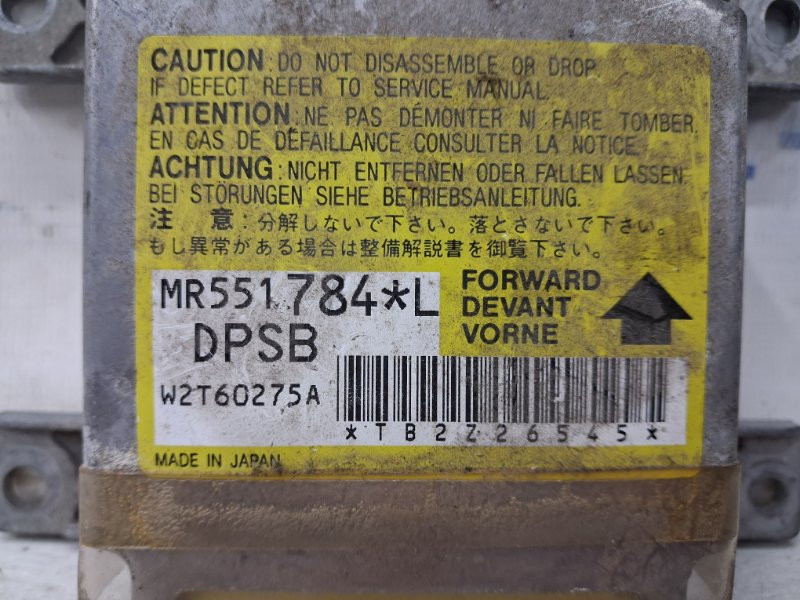 CAUTION: DO NOT DISASSEMBLE OR DROP.
IF DEFECT REFER TO SERVICE MANUAL.
ATTENTION: NE PAS DÉMONTER NI FAIRE TOMBER,
EN CAS DE DÉFAILLANCE CONSULTER LA NOTICE.
ACHTUNG: NICHT ENTFERNEN ODER FALLEN LASSEN
BEI STÖRUNGEN SIEHE BETRIEBSANLEITUNG.
注 意:分解しないで下さい。落とさないで下さい。
もし異常がある場合は整備解説書を御覧下さい。
MR551784*L
DPSB
W2T60275A
FORWARD
DEVANT
VORNE
*TB2Z26545*
MADE IN JAPAN